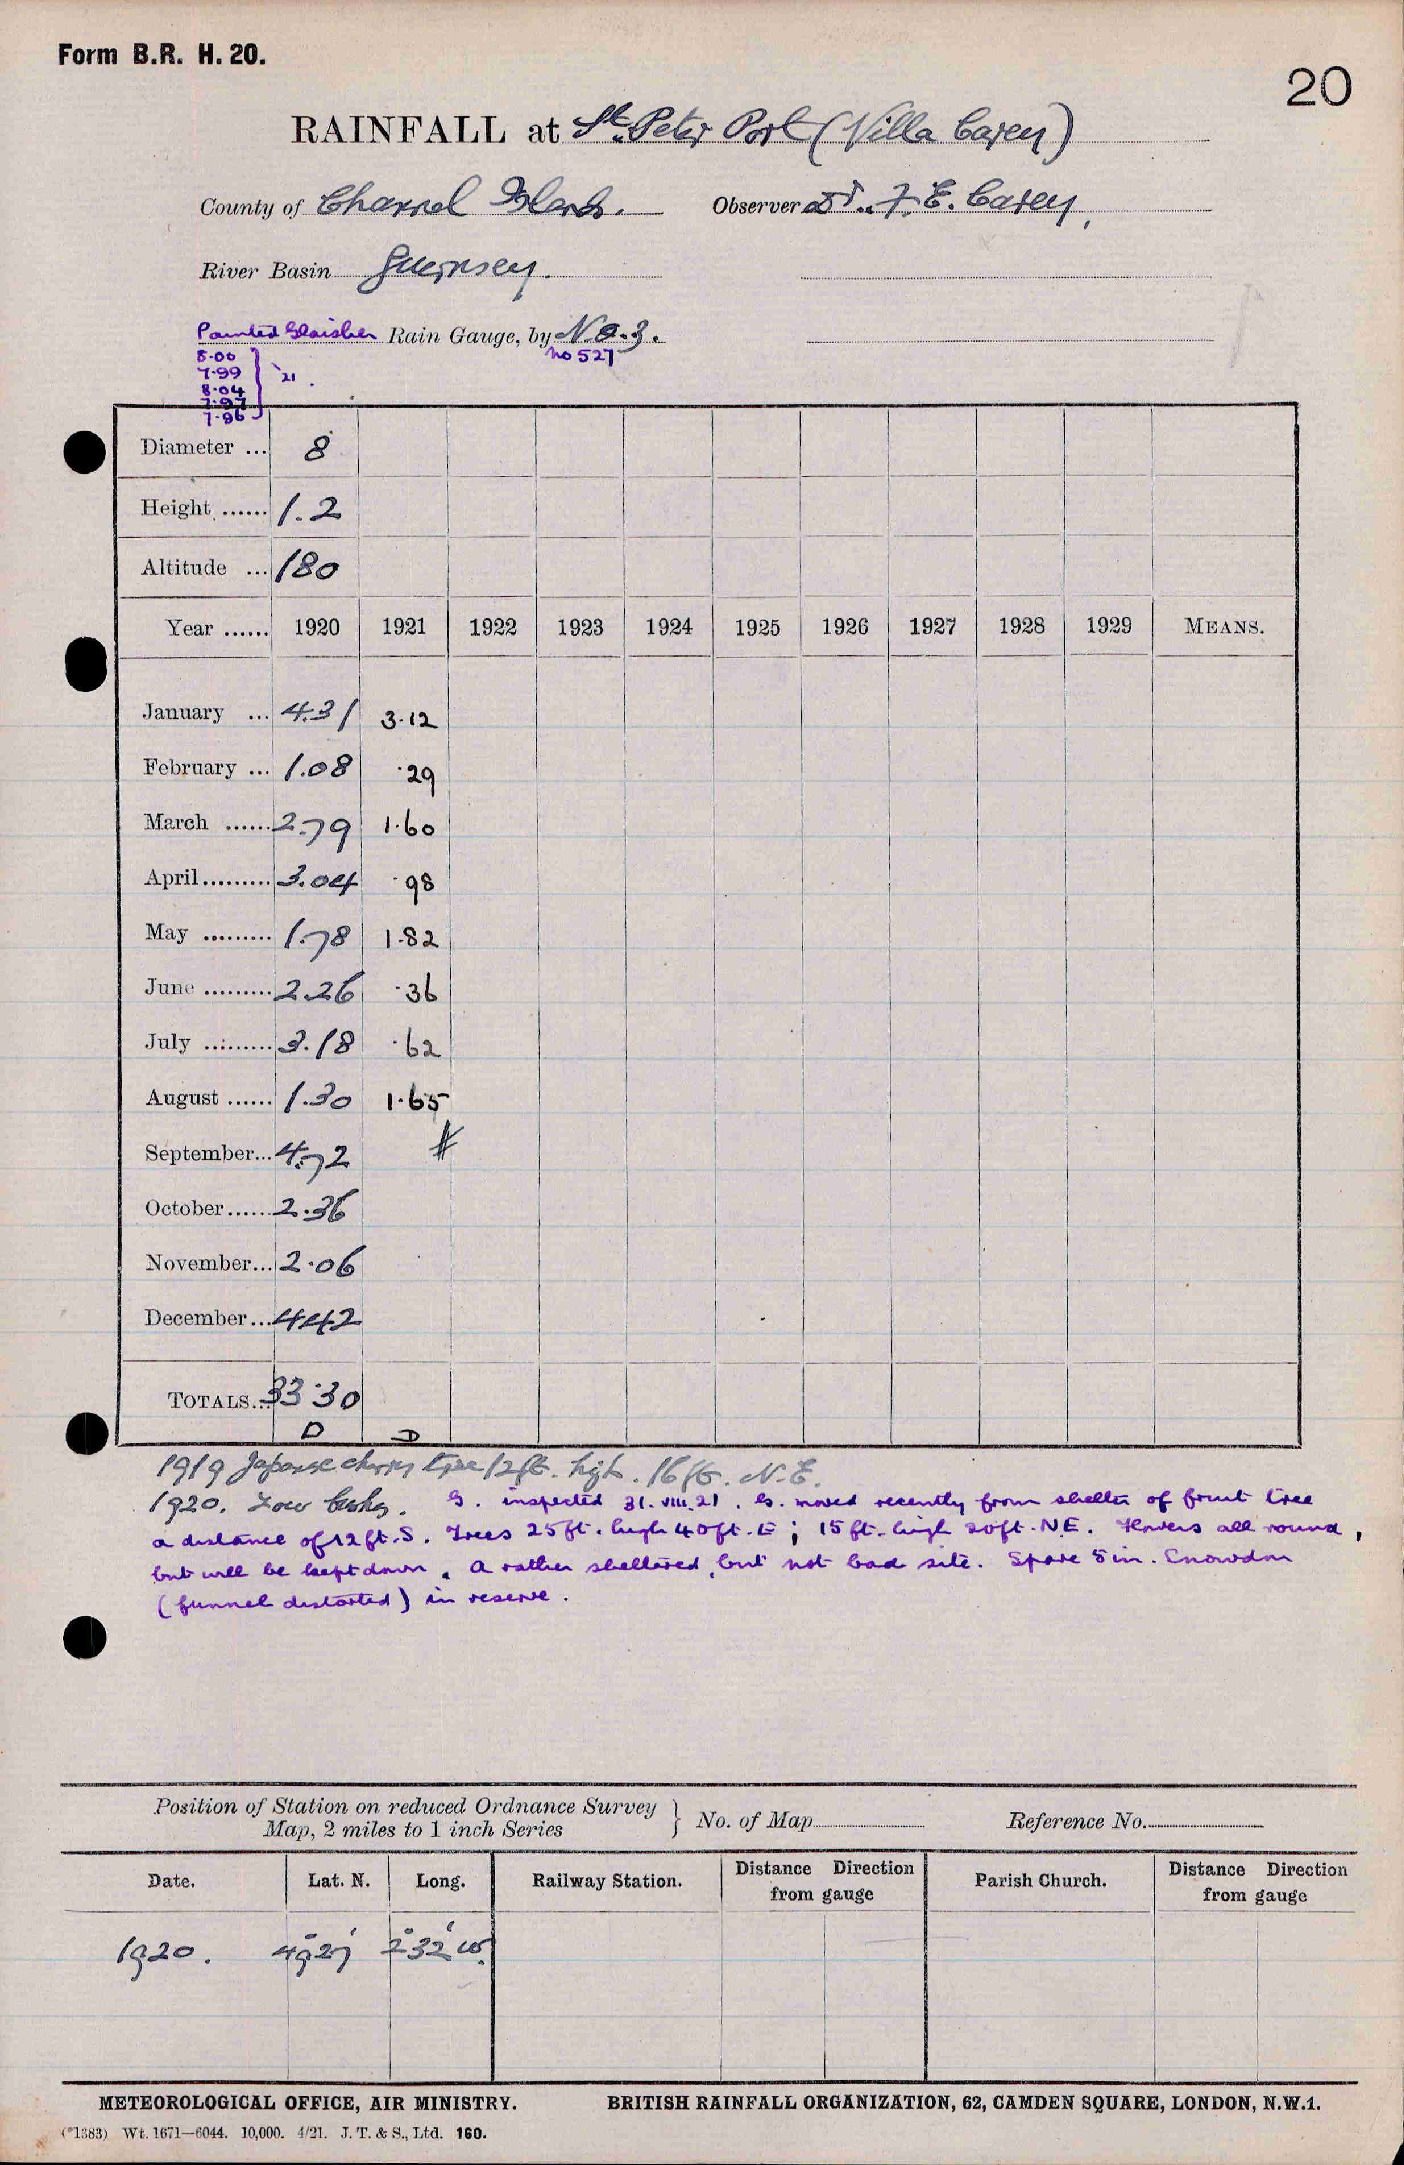 Form B.R. H. 20.
20
RAINFALL at St. Peter Port (Villa Carey)
County of Channel Islands. Observer Dr. F. E. Carey,
River Basin Guernsey.
Painted Glaisher Rain Gauge, by No. 3.
No 527
8.00
7.99
8.04
7.97
7.96
'21
Diameter ... 8
Height ...... 1.2
Altitude ... 180
Year ...... 1920 1921 1922 1923 1924 1925 1926 1927 1928 1929 MEANS.
January ... 4.31 3.12
February ... 1.08 .29
March ...... 2.79 1.60
April ......... 3.04 .98
May ......... 1.78 1.82
June ......... 2.26 .36
July ......... 3.18 .62
August ...... 1.30 1.65
September... 4.72 #
October ...... 2.36
November... 2.06
December... 4.42
TOTALS... 33.30
D D
1919 Japanese cherry tree 12 ft. high. 16 ft. N.E.
1920. Low bushes. G. inspected 31.VIII.21. G. moved recently from shelter of fruit tree
a distance of 12 ft. S. Trees 25 ft. high 40 ft. E; 15 ft. high 20 ft. N.E. Flowers all round,
but will be kept down. A rather sheltered, but not bad site. Spare 5 in. Snowdon
(funnel distorted) in reserve.
Position of Station on reduced Ordnance Survey Map, 2 miles to 1 inch Series } No. of Map Reference No.
Date. Lat. N. Long. Railway Station. Distance Direction from gauge Parish Church. Distance Direction from gauge
1920. 49° 27' 2° 32' W.
METEOROLOGICAL OFFICE, AIR MINISTRY. BRITISH RAINFALL ORGANIZATION, 62, CAMDEN SQUARE, LONDON, N.W.1.
(*1383) Wt. 1671—6044. 10,000. 4/21. J. T. & S., Ltd. 160.